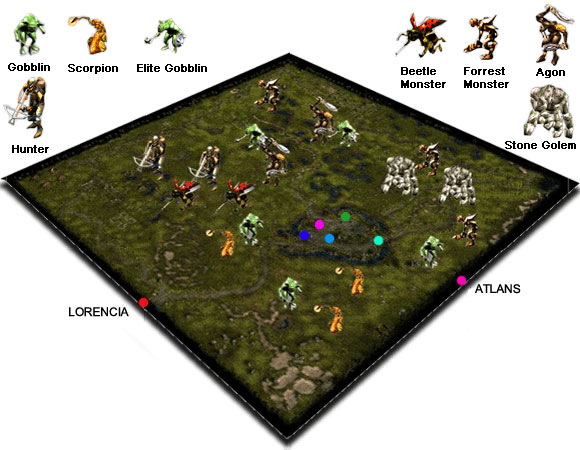 Gobblin
Scorpion
Elite Gobblin
Beetle
Monster
Forrest
Monster
Agon
Hunter
Stone Golem
LORENCIA
ATLANS